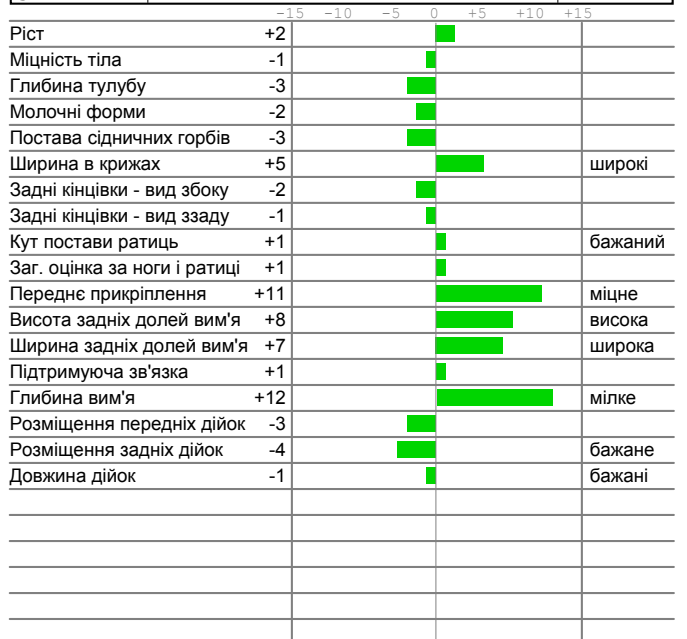 -15 -10 -5 0 +5 +10 +15
Ріст +2
Міцність тіла -1
Глибина тулубу -3
Молочні форми -2
Постава сідничних горбів -3
Ширина в крижах +5 широкі
Задні кінцівки - вид збоку -2
Задні кінцівки - вид ззаду -1
Кут постави ратиць +1 бажаний
Заг. оцінка за ноги і ратиці +1
Переднє прикріплення +11 міцне
Висота задніх долей вим'я +8 висока
Ширина задніх долей вим'я +7 широка
Підтримуюча зв'язка +1
Глибина вим'я +12 мілке
Розміщення передніх дійок -3
Розміщення задніх дійок -4 бажане
Довжина дійок -1 бажані